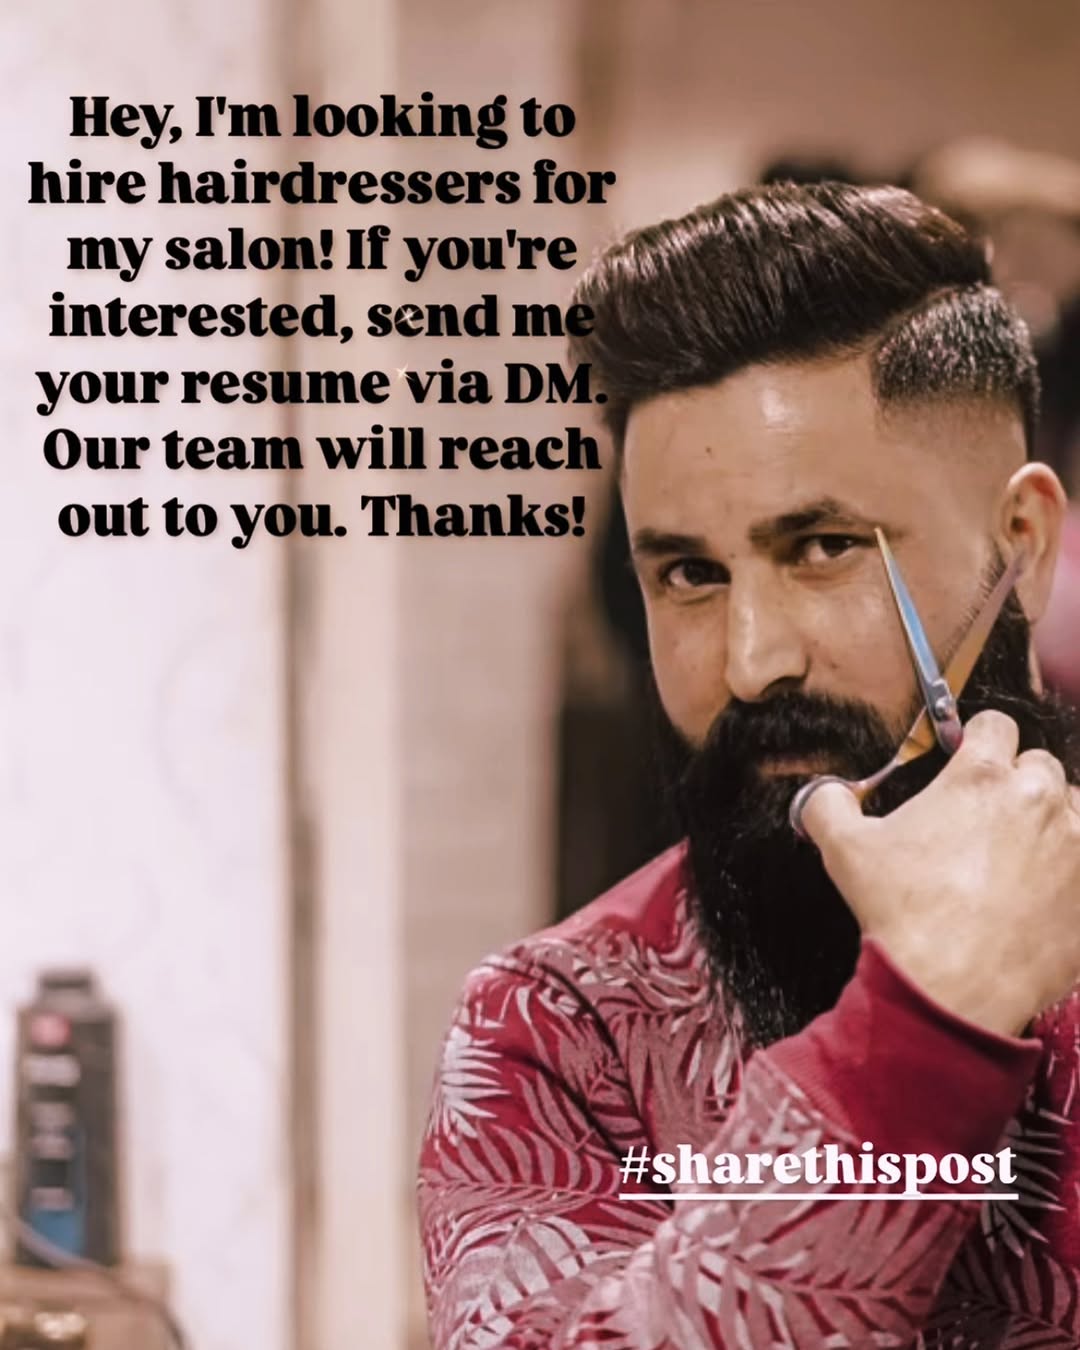 Hey, I'm looking to
hire hairdressers for
my salon! If you're
interested, send me
your resume via DM.
Our team will reach
out to you. Thanks!
#sharethispost